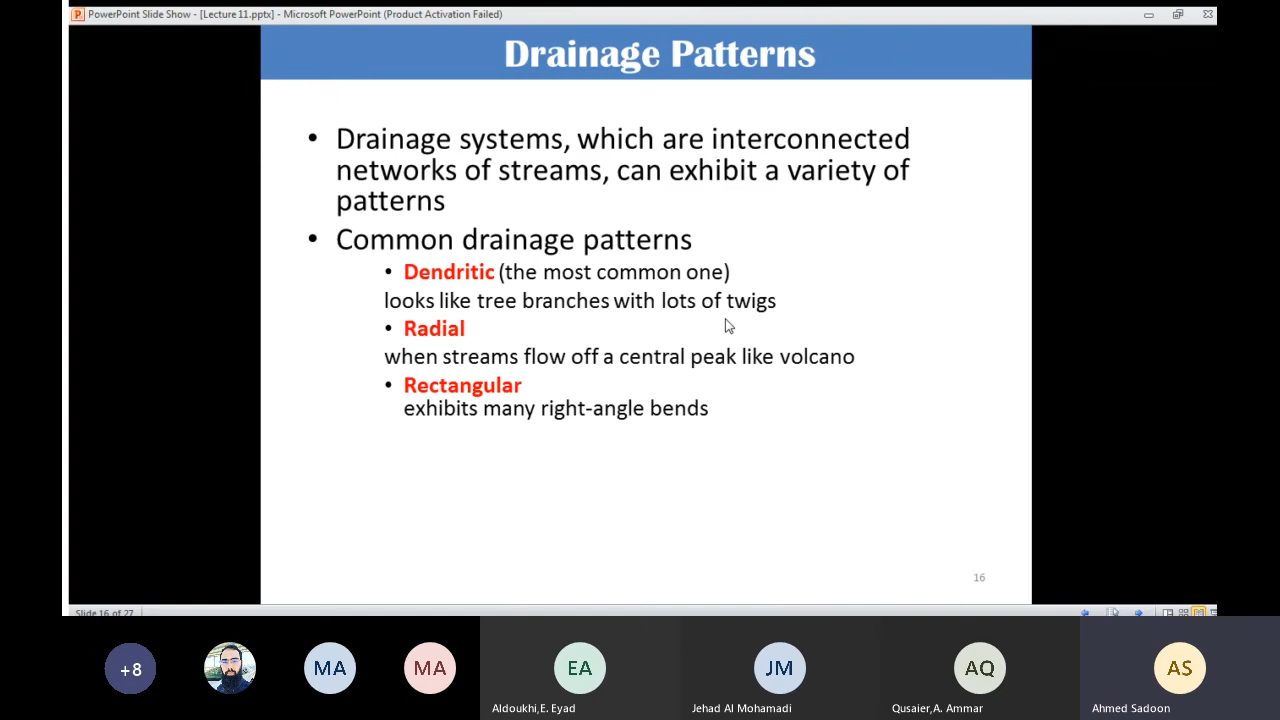 PowerPoint Slide Show - [Lecture 11.pptx] - Microsoft PowerPoint (Product Activation Failed)
Drainage Patterns
• Drainage systems, which are interconnected
networks of streams, can exhibit a variety of
patterns
• Common drainage patterns
• Dendritic (the most common one)
looks like tree branches with lots of twigs
• Radial
when streams flow off a central peak like volcano
• Rectangular
exhibits many right-angle bends
16
Slide 16 of 27
+8
MA
MA
EA
JM
AQ
AS
Aldoukhi,E. Eyad
Jehad Al Mohamadi
Qusaier,A. Ammar
Ahmed Sadoon